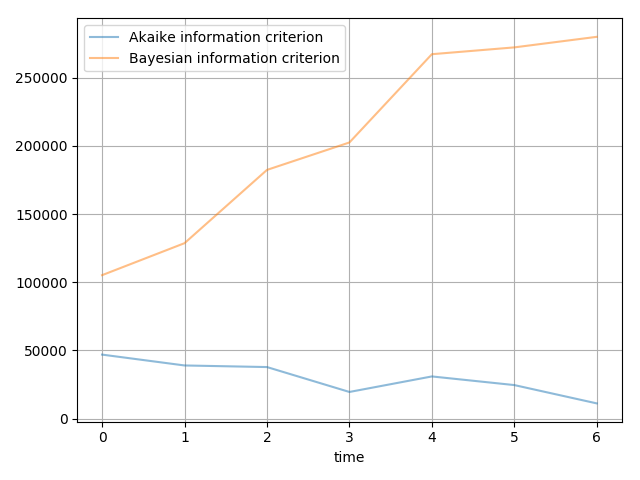 Akaike information criterion
Bayesian information criterion
250000
200000
150000
100000
50000
0
0 1 2 3 4 5 6
time